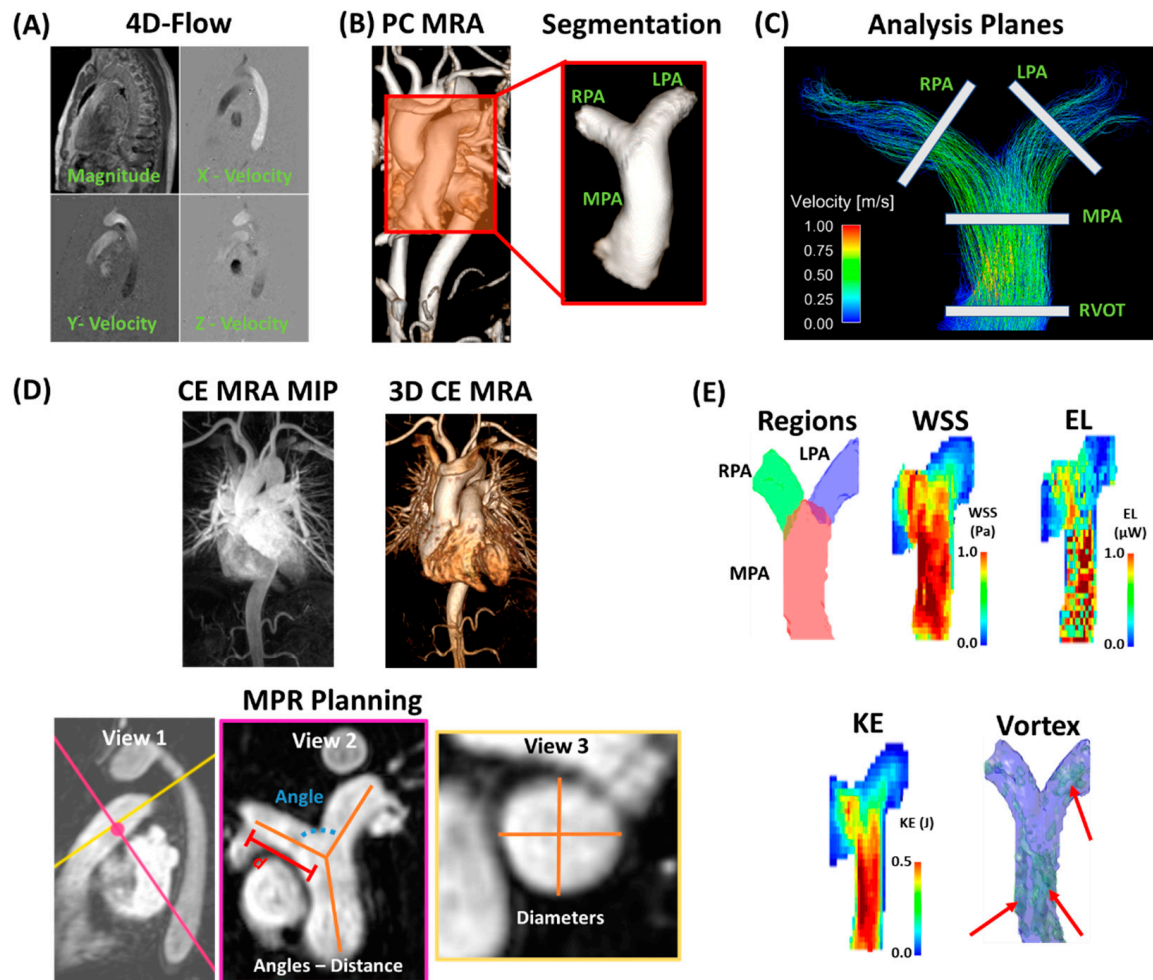 (A)
4D-Flow
Magnitude
X - Velocity
Y- Velocity
Z - Velocity
(B)
PC MRA
Segmentation
RPA
LPA
MPA
(C)
Analysis Planes
RPA
LPA
Velocity [m/s]
1.00
0.75
0.50
0.25
0.00
MPA
RVOT
(D)
CE MRA MIP
3D CE MRA
MPR Planning
View 1
View 2
Angle
d
Angles – Distance
View 3
Diameters
(E)
Regions
RPA
LPA
MPA
WSS
WSS
(Pa)
1.0
0.0
EL
EL
(µW)
1.0
0.0
KE
KE (J)
0.5
0.0
Vortex